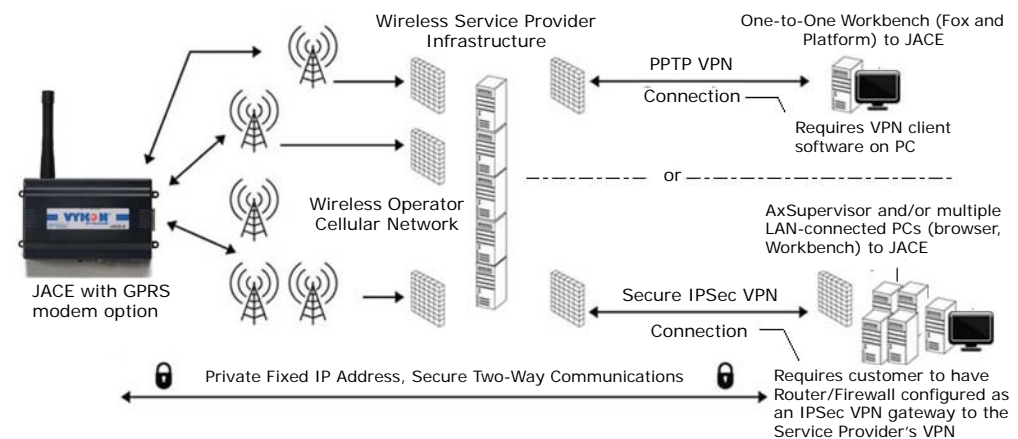 Wireless Service Provider
Infrastructure
One-to-One Workbench (Fox and
Platform) to JACE
PPTP VPN
Connection
Requires VPN client
software on PC
or
Wireless Operator
Cellular Network
VYKON
JACE with GPRS
modem option
AxSupervisor and/or multiple
LAN-connected PCs (browser,
Workbench) to JACE
Secure IPSec VPN
Connection
Private Fixed IP Address, Secure Two-Way Communications
Requires customer to have
Router/Firewall configured as
an IPSec VPN gateway to the
Service Provider's VPN